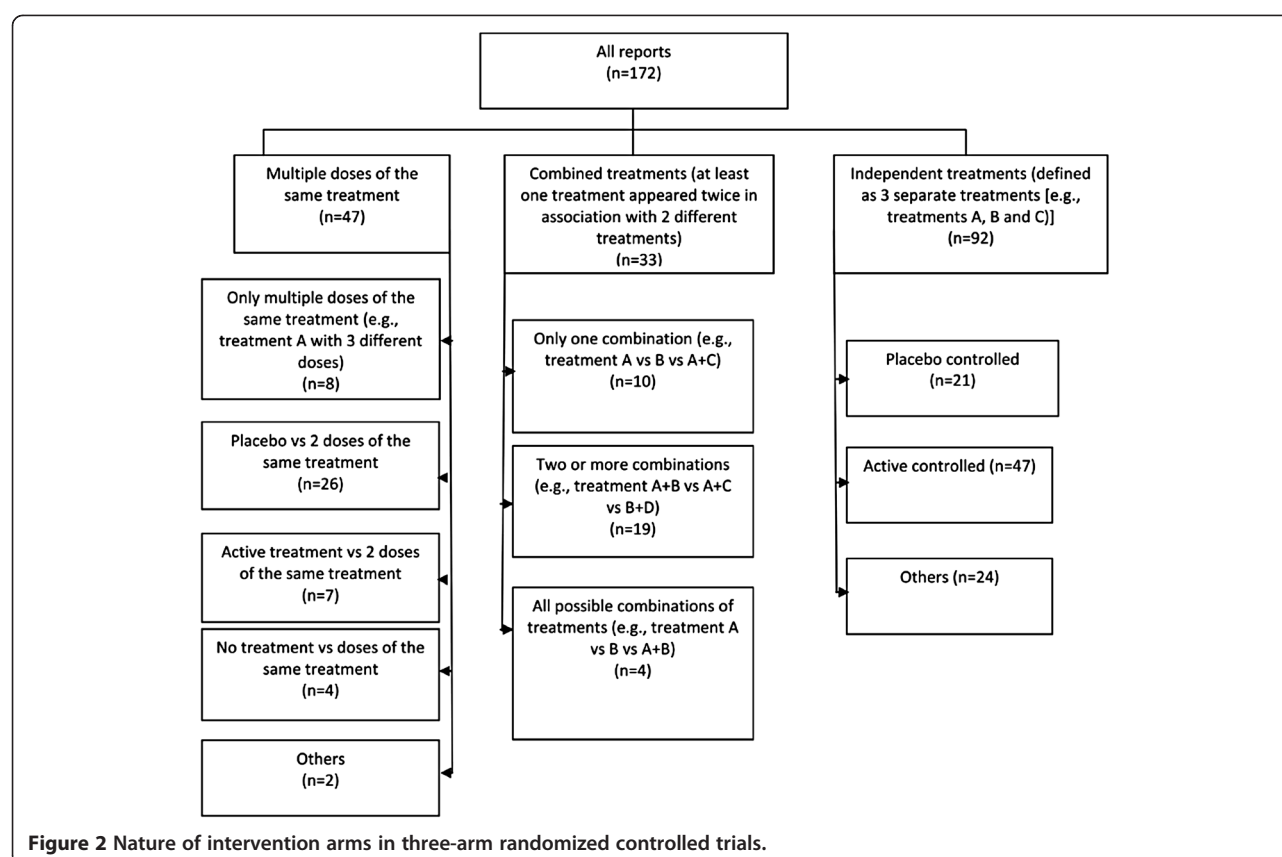 All reports
(n=172)
Multiple doses of the
same treatment
(n=47)
Only multiple doses of the
same treatment (e.g.,
treatment A with 3 different
doses)
(n=8)
Placebo vs 2 doses of the
same treatment
(n=26)
Active treatment vs 2 doses
of the same treatment
(n=7)
No treatment vs doses of the
same treatment
(n=4)
Others
(n=2)
Combined treatments (at least
one treatment appeared twice in
association with 2 different
treatments)
(n=33)
Only one combination (e.g.,
treatment A vs B vs A+C)
(n=10)
Two or more combinations
(e.g., treatment A+B vs A+C
vs B+D)
(n=19)
All possible combinations of
treatments (e.g., treatment A
vs B vs A+B)
(n=4)
Independent treatments (defined
as 3 separate treatments [e.g.,
treatments A, B and C)]
(n=92)
Placebo controlled
(n=21)
Active controlled (n=47)
Others (n=24)
Figure 2 Nature of intervention arms in three-arm randomized controlled trials.